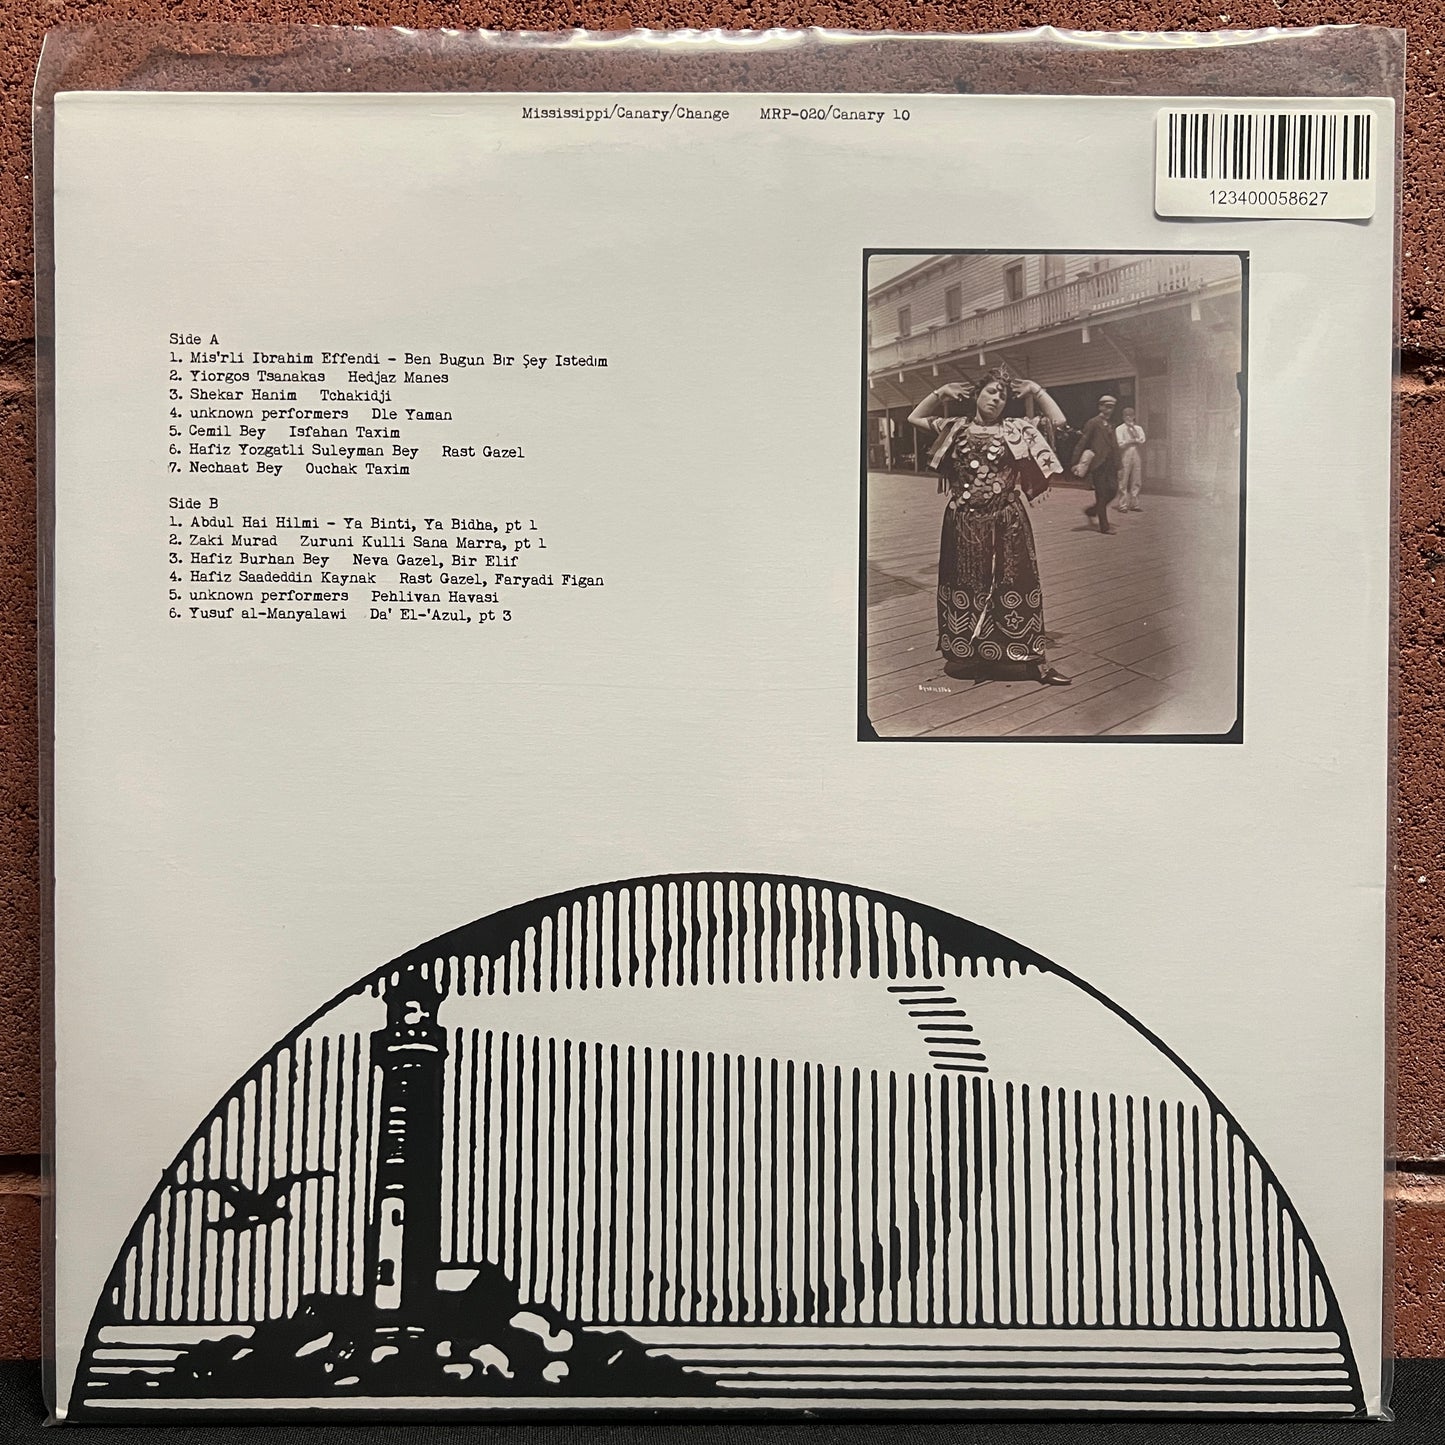 Mississippi/Canary/Change MRP-020/Canary 10
123400058627
Side A
1. Mis'rli Ibrahim Effendi - Ben Bugun Bır Şey Istedım
2. Yiorgos Tsanakas Hedjaz Manes
3. Shekar Hanim Tchakidji
4. unknown performers Dle Yaman
5. Cemil Bey Isfahan Taxim
6. Hafiz Yozgatli Suleyman Bey Rast Gazel
7. Nechaat Bey Ouchak Taxim
Side B
1. Abdul Hai Hilmi - Ya Binti, Ya Bidha, pt 1
2. Zaki Murad Zuruni Kulli Sana Marra, pt 1
3. Hafiz Burhan Bey Neva Gazel, Bir Elif
4. Hafiz Saadeddin Kaynak Rast Gazel, Faryadi Figan
5. unknown performers Pehlivan Havasi
6. Yusuf al-Manyalawi Da' El-'Azul, pt 3